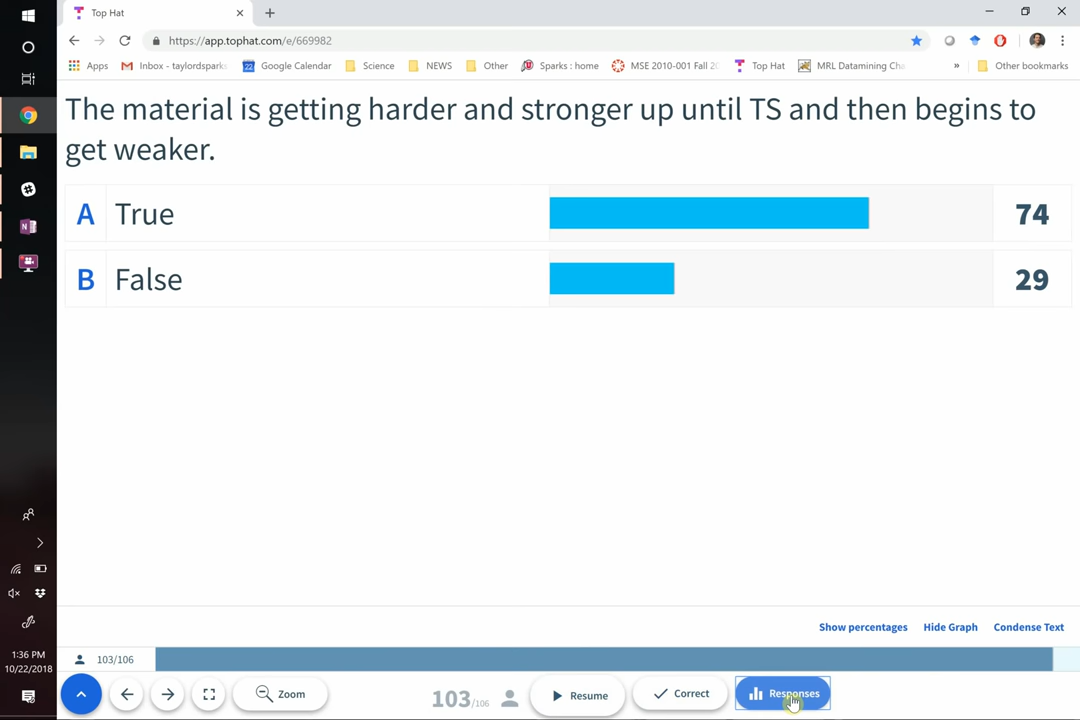 Top Hat
https://app.tophat.com/e/669982
Apps
Inbox - taylordsparks
Google Calendar
Science
NEWS
Other
Sparks : home
MSE 2010-001 Fall 20
Top Hat
MRL Datamining Cha
»
Other bookmarks
The material is getting harder and stronger up until TS and then begins to
get weaker.
A True 74
B False 29
Show percentages Hide Graph Condense Text
103/106
Zoom
103/106
Resume
Correct
Responses
1:36 PM
10/22/2018